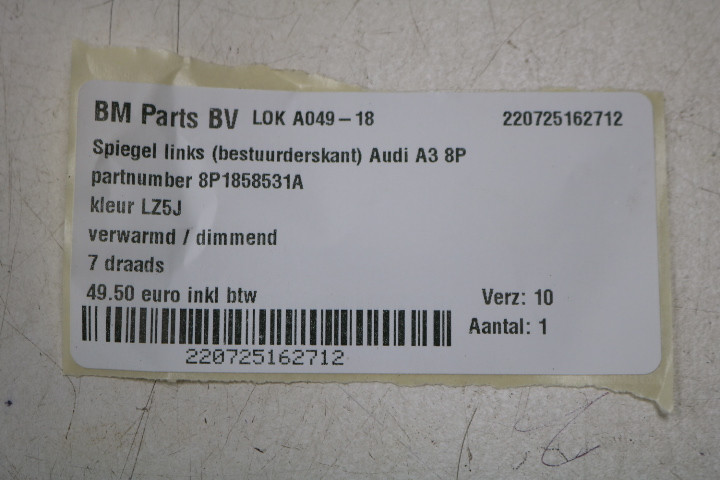 BM Parts BV LOK A049-18 220725162712
Spiegel links (bestuurderskant) Audi A3 8P
partnumber 8P1858531A
kleur LZ5J
verwarmd / dimmend
7 draads
49.50 euro inkl btw Verz: 10
Aantal: 1
220725162712